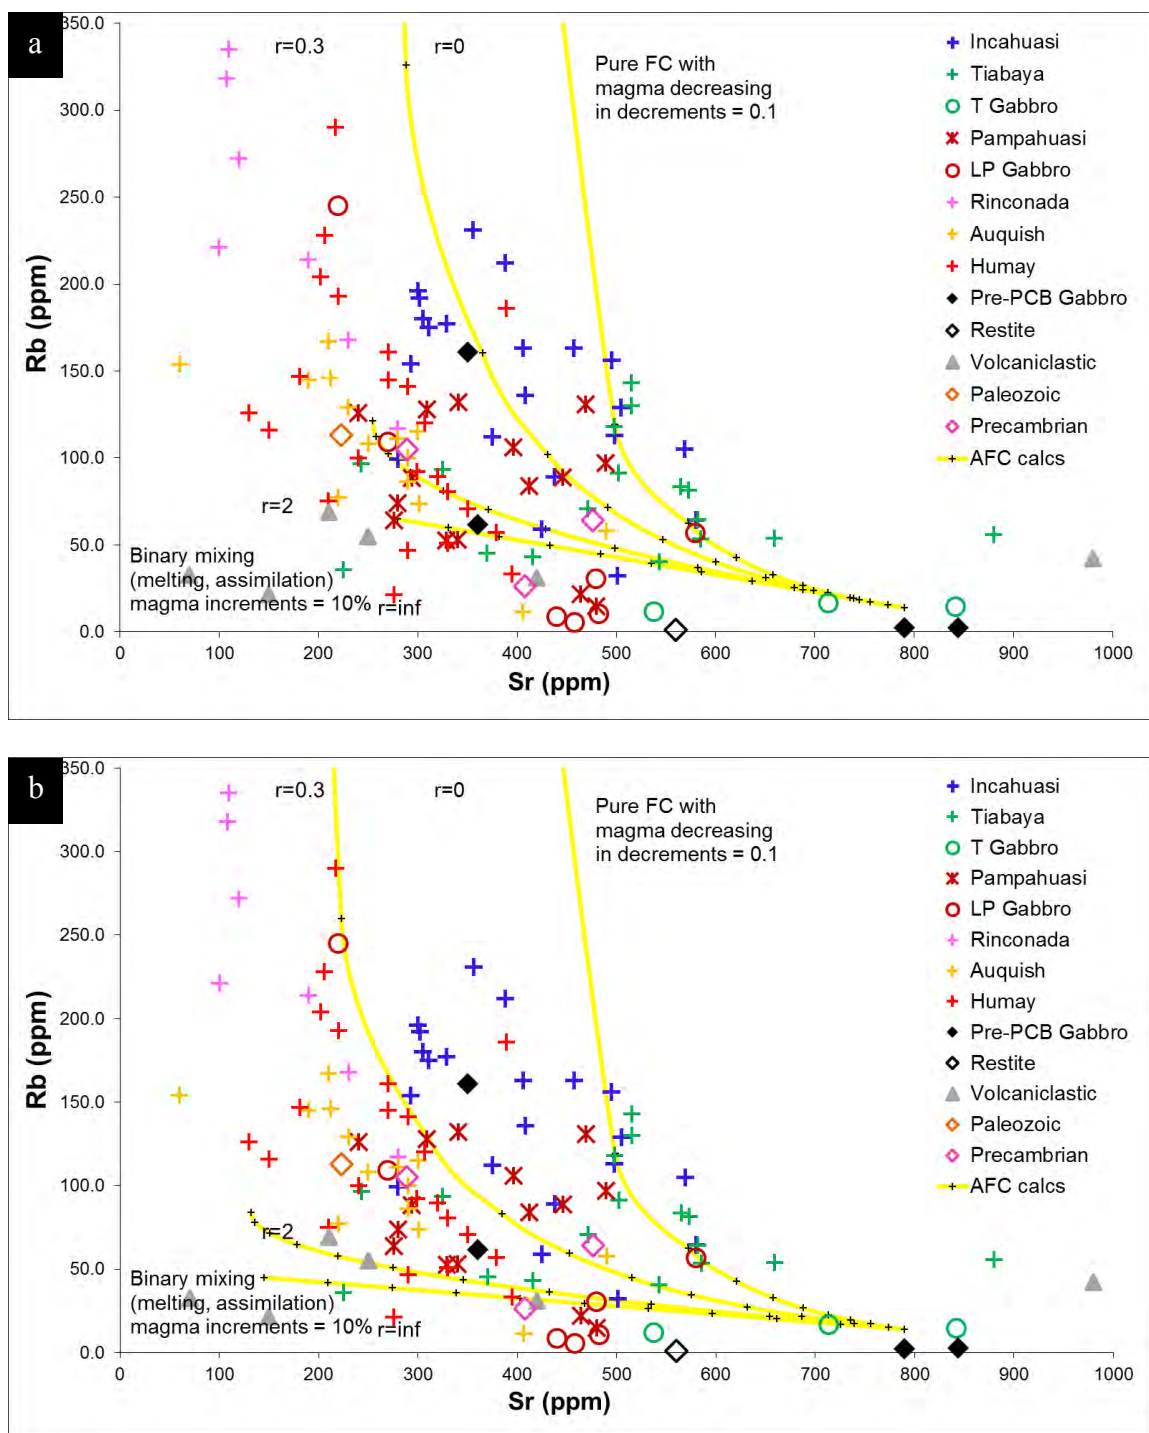 a
350.0
300.0
250.0
200.0
150.0
100.0
50.0
0.0
Rb (ppm)
r=0.3
r=0
Pure FC with
magma decreasing
in decrements = 0.1
r=2
Binary mixing
(melting, assimilation)
magma increments = 10%
r=inf
Incahuasi
Tiabaya
T Gabbro
Pampahuasi
LP Gabbro
Rinconada
Auquish
Humay
Pre-PCB Gabbro
Restite
Volcaniclastic
Paleozoic
Precambrian
AFC calcs
0 100 200 300 400 500 600 700 800 900 1000
Sr (ppm)
b
350.0
300.0
250.0
200.0
150.0
100.0
50.0
0.0
Rb (ppm)
r=0.3
r=0
Pure FC with
magma decreasing
in decrements = 0.1
r=2
Binary mixing
(melting, assimilation)
magma increments = 10%
r=inf
Incahuasi
Tiabaya
T Gabbro
Pampahuasi
LP Gabbro
Rinconada
Auquish
Humay
Pre-PCB Gabbro
Restite
Volcaniclastic
Paleozoic
Precambrian
AFC calcs
0 100 200 300 400 500 600 700 800 900 1000
Sr (ppm)